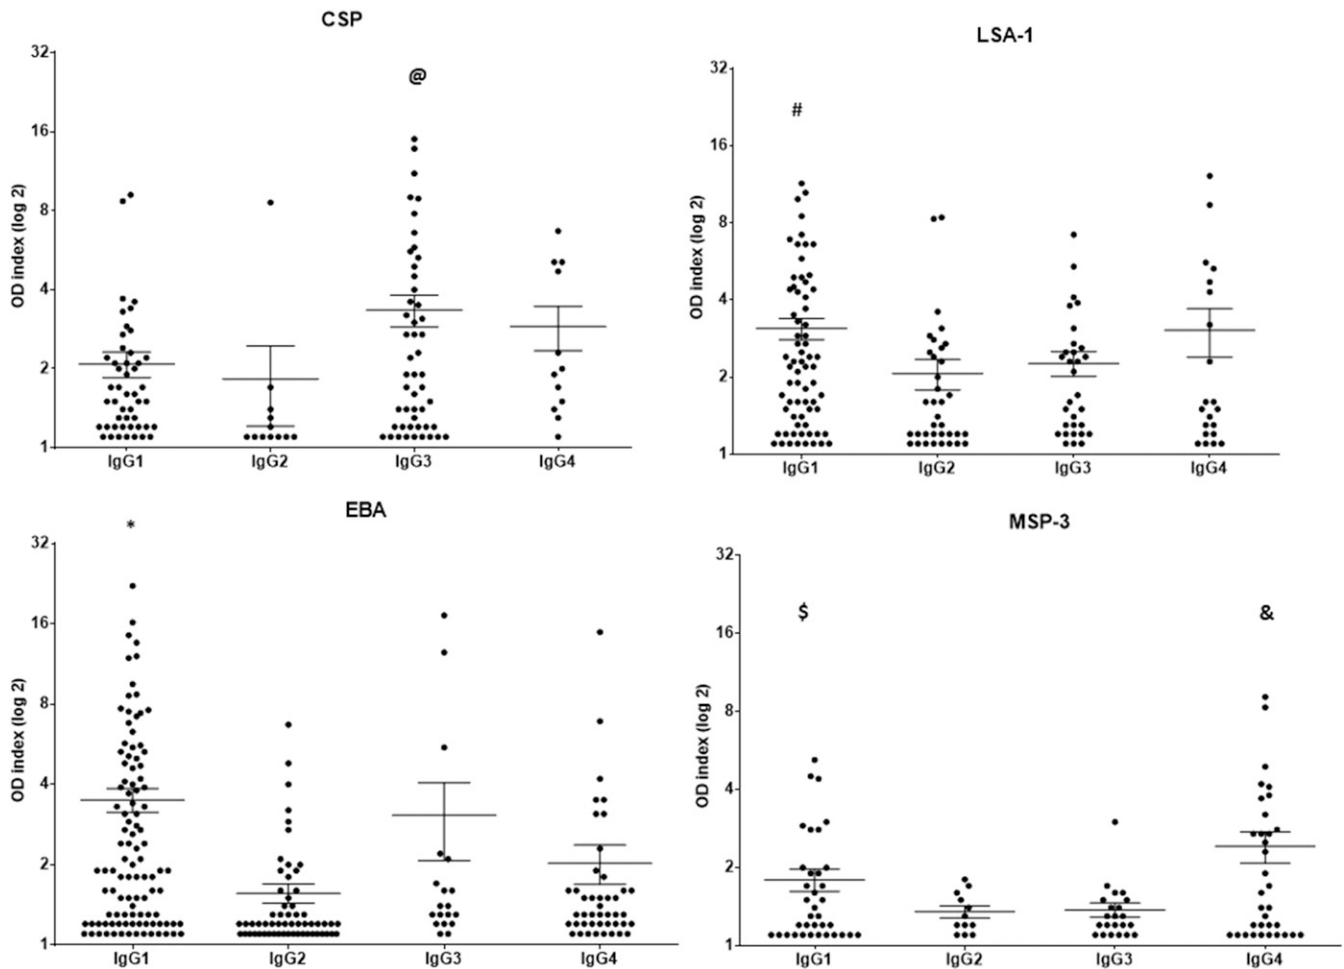 CSP
OD index (log 2)
32
16
8
4
2
1
@
IgG1 IgG2 IgG3 IgG4
LSA-1
OD index (log 2)
32
16
8
4
2
1
#
IgG1 IgG2 IgG3 IgG4
EBA
OD index (log 2)
32
16
8
4
2
1
*
IgG1 IgG2 IgG3 IgG4
MSP-3
OD index (log 2)
32
16
8
4
2
1
$ &
IgG1 IgG2 IgG3 IgG4